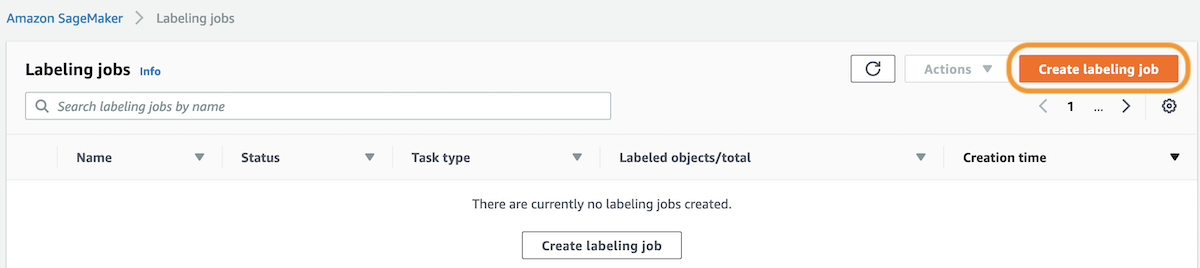 Amazon SageMaker > Labeling jobs
Labeling jobs Info
Actions
Create labeling job
Search labeling jobs by name
1 ...
Name Status Task type Labeled objects/total Creation time
There are currently no labeling jobs created.
Create labeling job